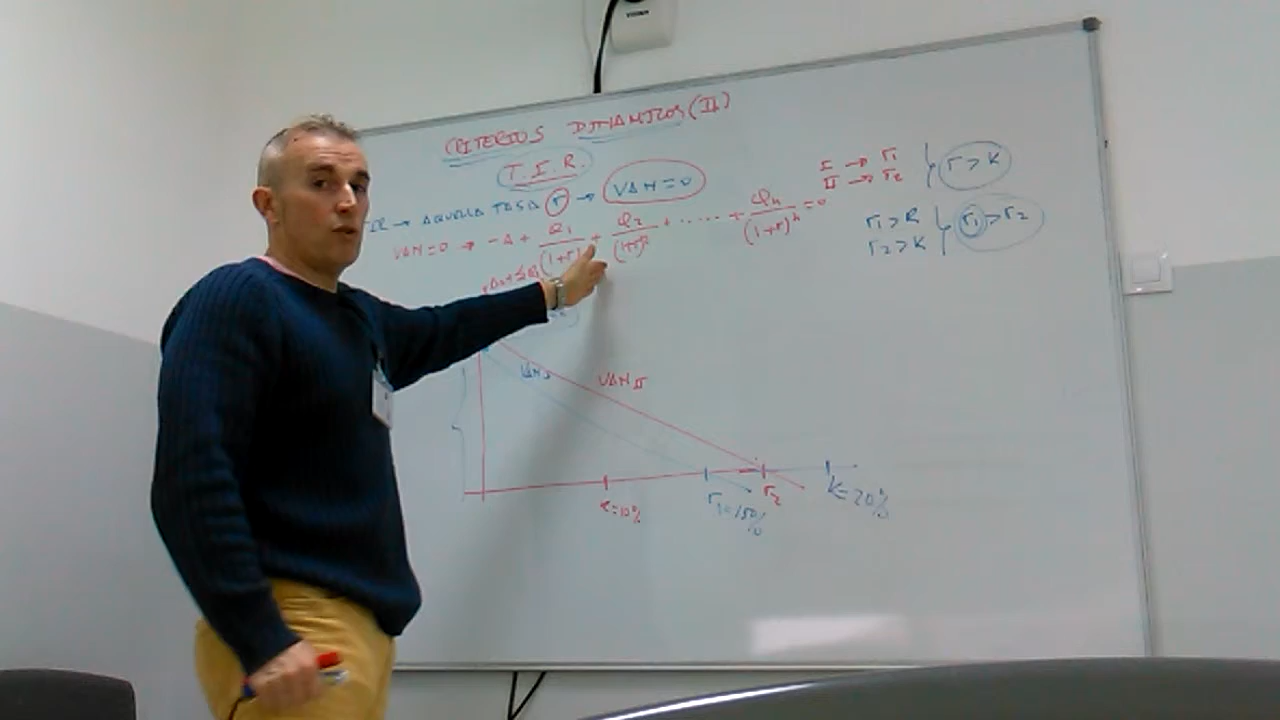 CRITERIOS DINAMICOS (II)
T.I.R.
AQUELLA TASA r → VAN=0
VAN=0 → -A + Q1/(1+r) + Q2/(1+r)² + ..... + Qn/(1+r)ⁿ = 0
I → r1
II → r2
r > K
r1 > R
r2 > K
r1 > r2
VAN I
VAN II
K=10%
r1=15%
r2
K=20%